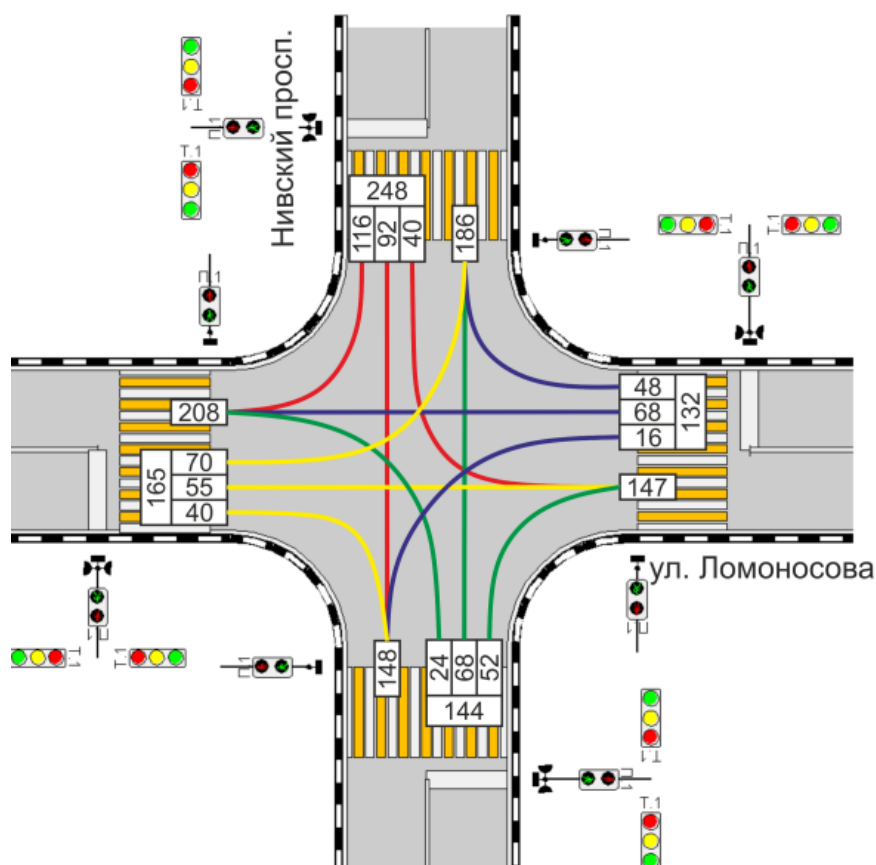 Т.1
П.1
Т.1
Нивский просп.
248
116
92
40
186
П.1
Т.1
Т.1
П.1
П.1
208
48
68
16
132
165
70
55
40
147
ул. Ломоносова
П.1
П.1
Т.1
Т.1
П.1
148
24
68
52
144
Т.1
П.1
Т.1